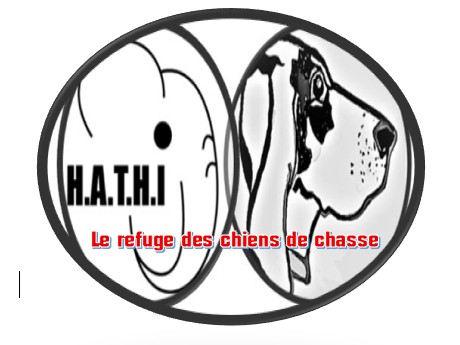 H.A.T.H.I
Le refuge des chiens de chasse